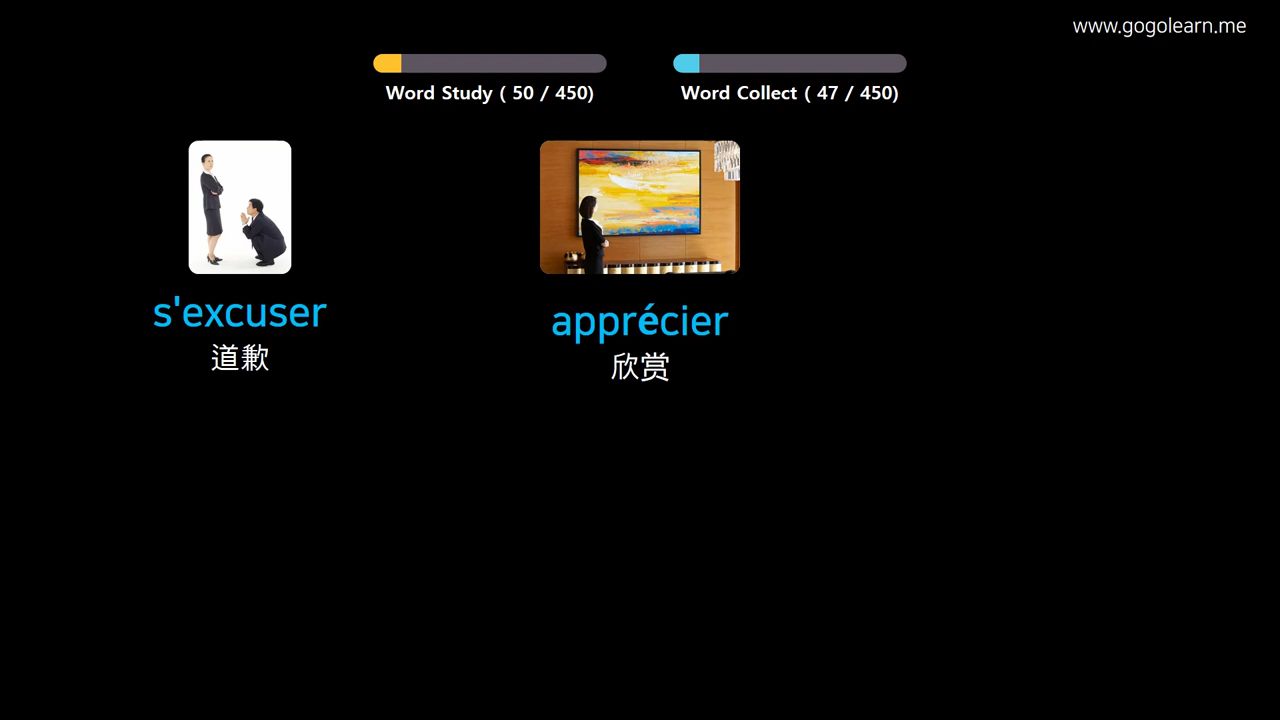 www.gogolearn.me
Word Study ( 50 / 450)
Word Collect ( 47 / 450)
s'excuser
道歉
apprécier
欣赏